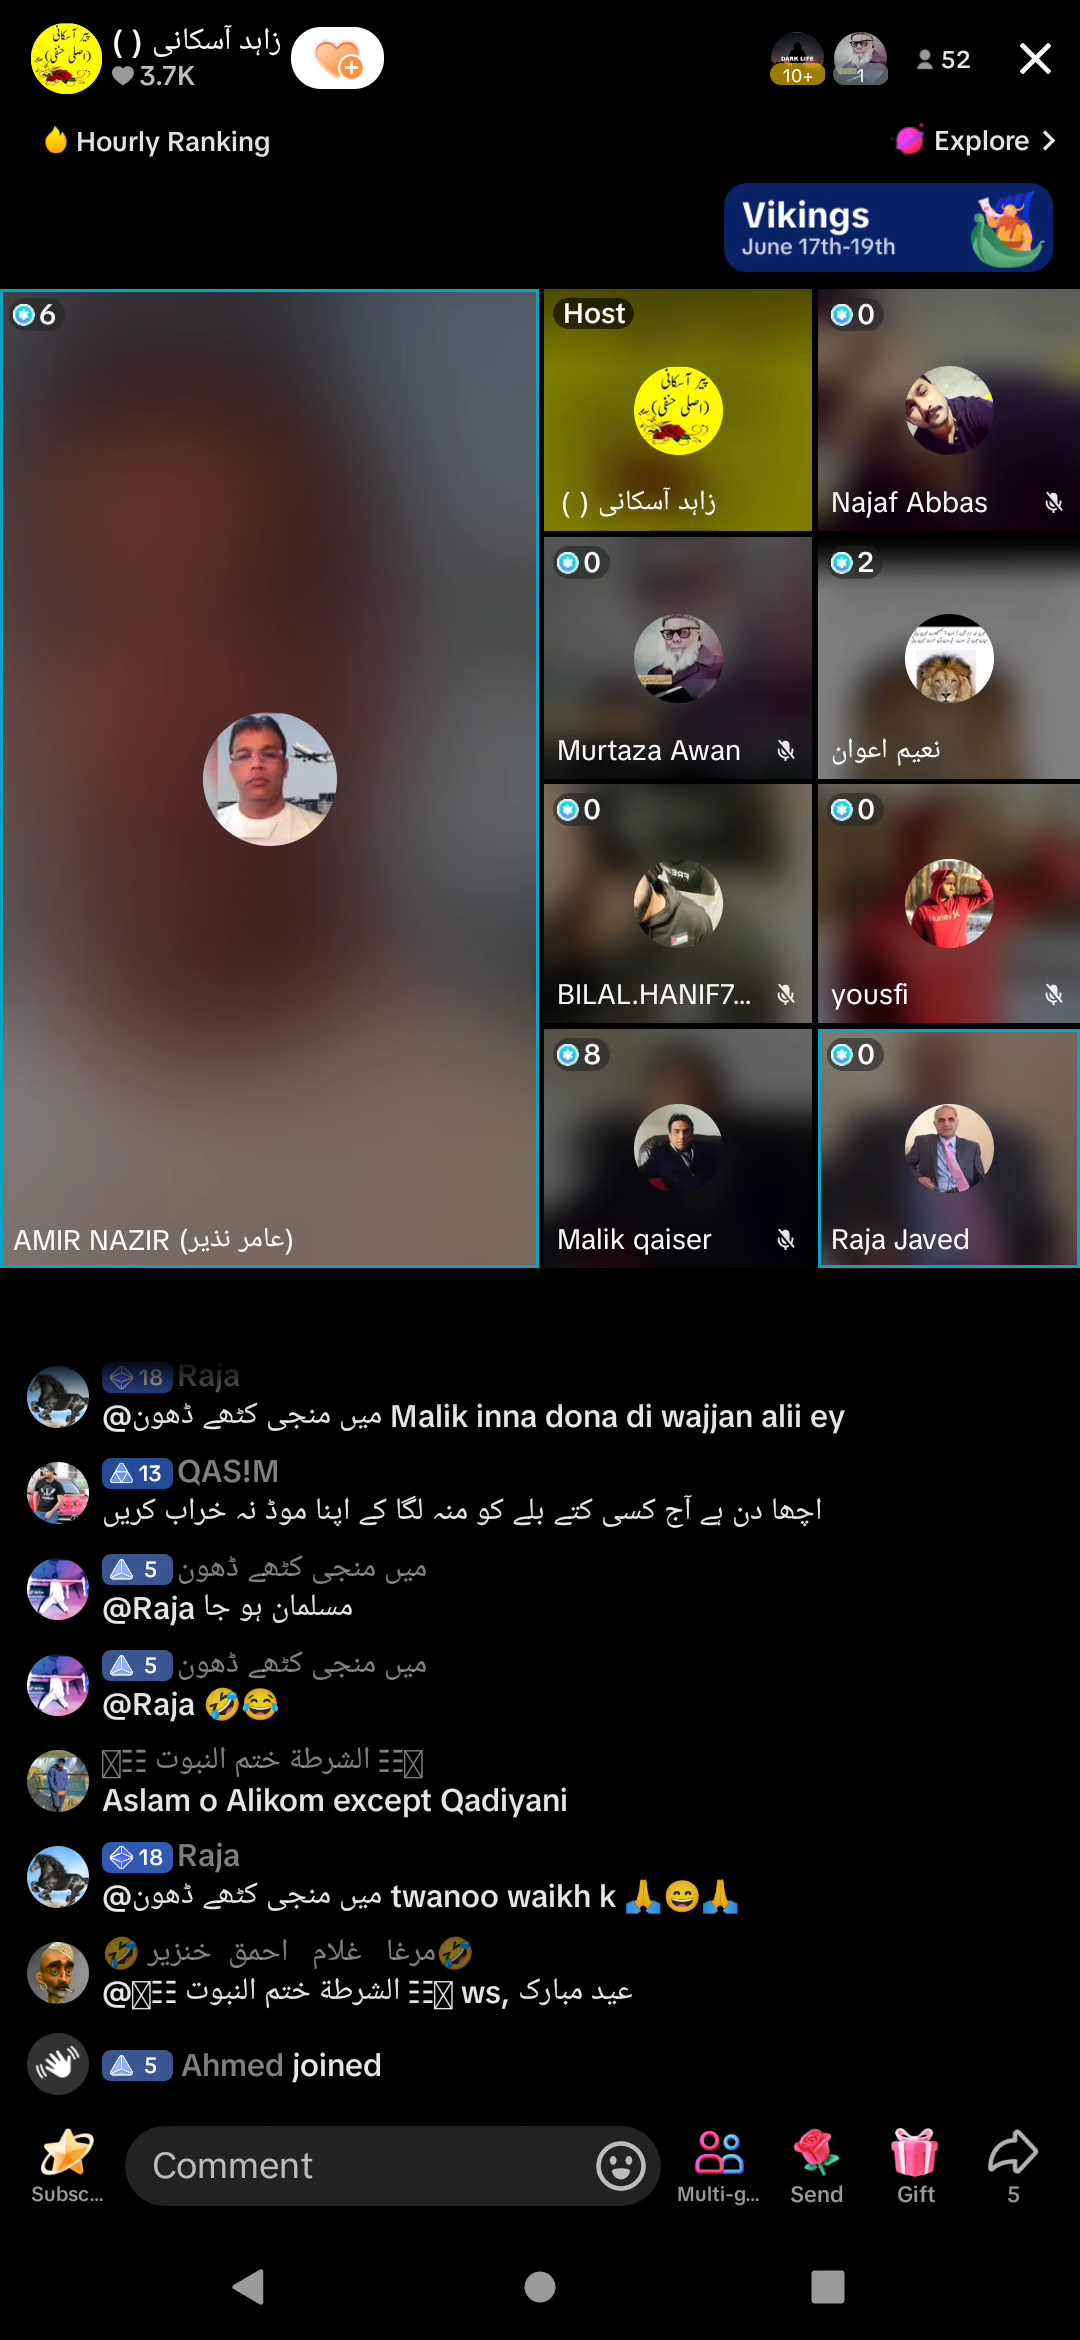 زاہد آسکانی ( )
3.7K
10+
1
52
Hourly Ranking
Explore
Vikings
June 17th-19th
6
Host
0
پیر آسکانی
(اصلی حنفی)
زاہد آسکانی ( )
Najaf Abbas
0
2
Murtaza Awan
نعیم اعوان
0
0
BILAL.HANIF7...
yousfi
8
0
AMIR NAZIR (عامر نذیر)
Malik qaiser
Raja Javed
18 Raja
@میں منجی کٹھے ڈھون Malik inna dona di wajjan alii ey
13 QAS!M
اچھا دن ہے آج کسی کتے بلے کو منہ لگا کے اپنا موڈ نہ خراب کریں
5 میں منجی کٹھے ڈھون
@Raja مسلمان ہو جا
5 میں منجی کٹھے ڈھون
@Raja 🤣😂
☷ الشرطة ختم النبوت ☷
Aslam o Alikom except Qadiyani
18 Raja
@میں منجی کٹھے ڈھون twanoo waikh k 🙏😄🙏
🤣مرغا غلام احمق خنزیر🤣
@☷ الشرطة ختم النبوت ☷ ws, عید مبارک
5 Ahmed joined
Comment
Subsc...
Multi-g...
Send
Gift
5